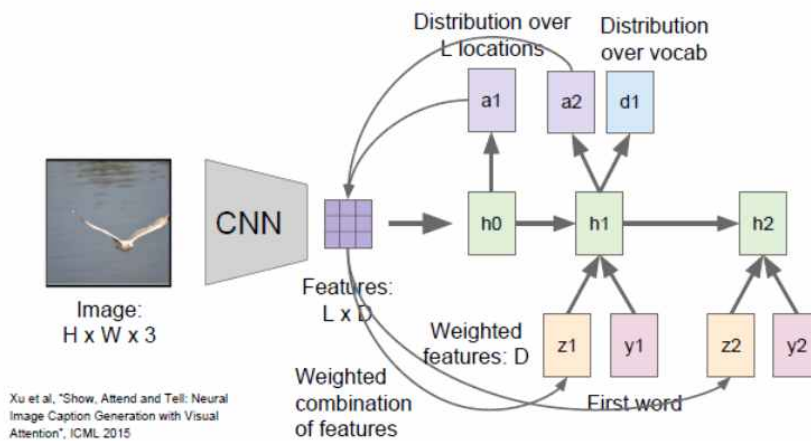 Distribution over
L locations
Distribution
over vocab
a1
a2
d1
CNN
h0
h1
h2
Image:
H x W x 3
Features:
L x D
Weighted
features: D
z1
y1
z2
y2
Weighted
combination
of features
First word
Xu et al, "Show, Attend and Tell: Neural
Image Caption Generation with Visual
Attention", ICML 2015